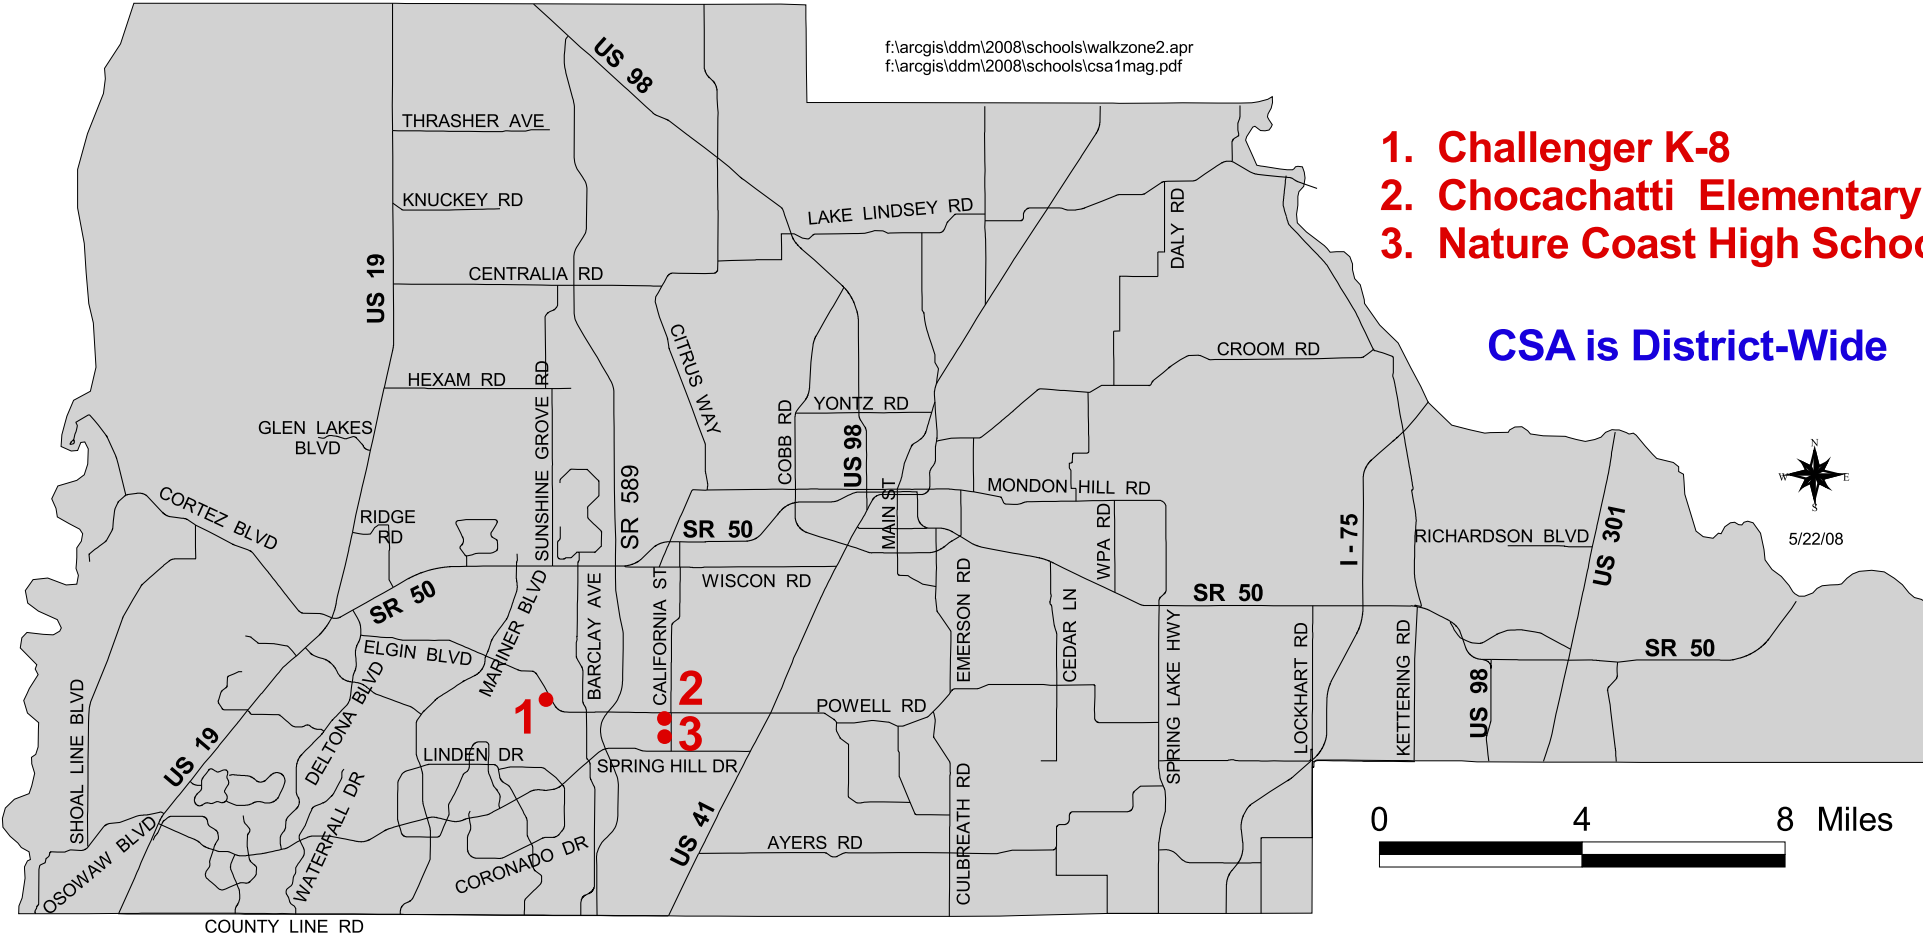 f:\arcgis\ddm\2008\schools\walkzone2.apr
f:\arcgis\ddm\2008\schools\csa1mag.pdf
US 98
THRASHER AVE
1. Challenger K-8
2. Chocachatti Elementary
3. Nature Coast High Schoo
KNUCKEY RD
LAKE LINDSEY RD
DALY RD
US 19
CENTRALIA RD
CSA is District-Wide
CITRUS WAY
CROOM RD
HEXAM RD
SUNSHINE GROVE RD
COBB RD
YONTZ RD
US 98
GLEN LAKES
BLVD
SR 589
MAIN ST
MONDON HILL RD
N
W
E
S
5/22/08
CORTEZ BLVD
RIDGE
RD
SR 50
WPA RD
I - 75
RICHARDSON BLVD
US 301
SR 50
MARINER BLVD
BARCLAY AVE
CALIFORNIA ST
WISCON RD
EMERSON RD
CEDAR LN
SR 50
SPRING LAKE HWY
LOCKHART RD
KETTERING RD
US 98
SR 50
ELGIN BLVD
DELTONA BLVD
SHOAL LINE BLVD
1
2
3
POWELL RD
US 19
LINDEN DR
SPRING HILL DR
WATERFALL DR
US 41
CULBREATH RD
AYERS RD
OSOWAW BLVD
CORONADO DR
0 4 8 Miles
COUNTY LINE RD